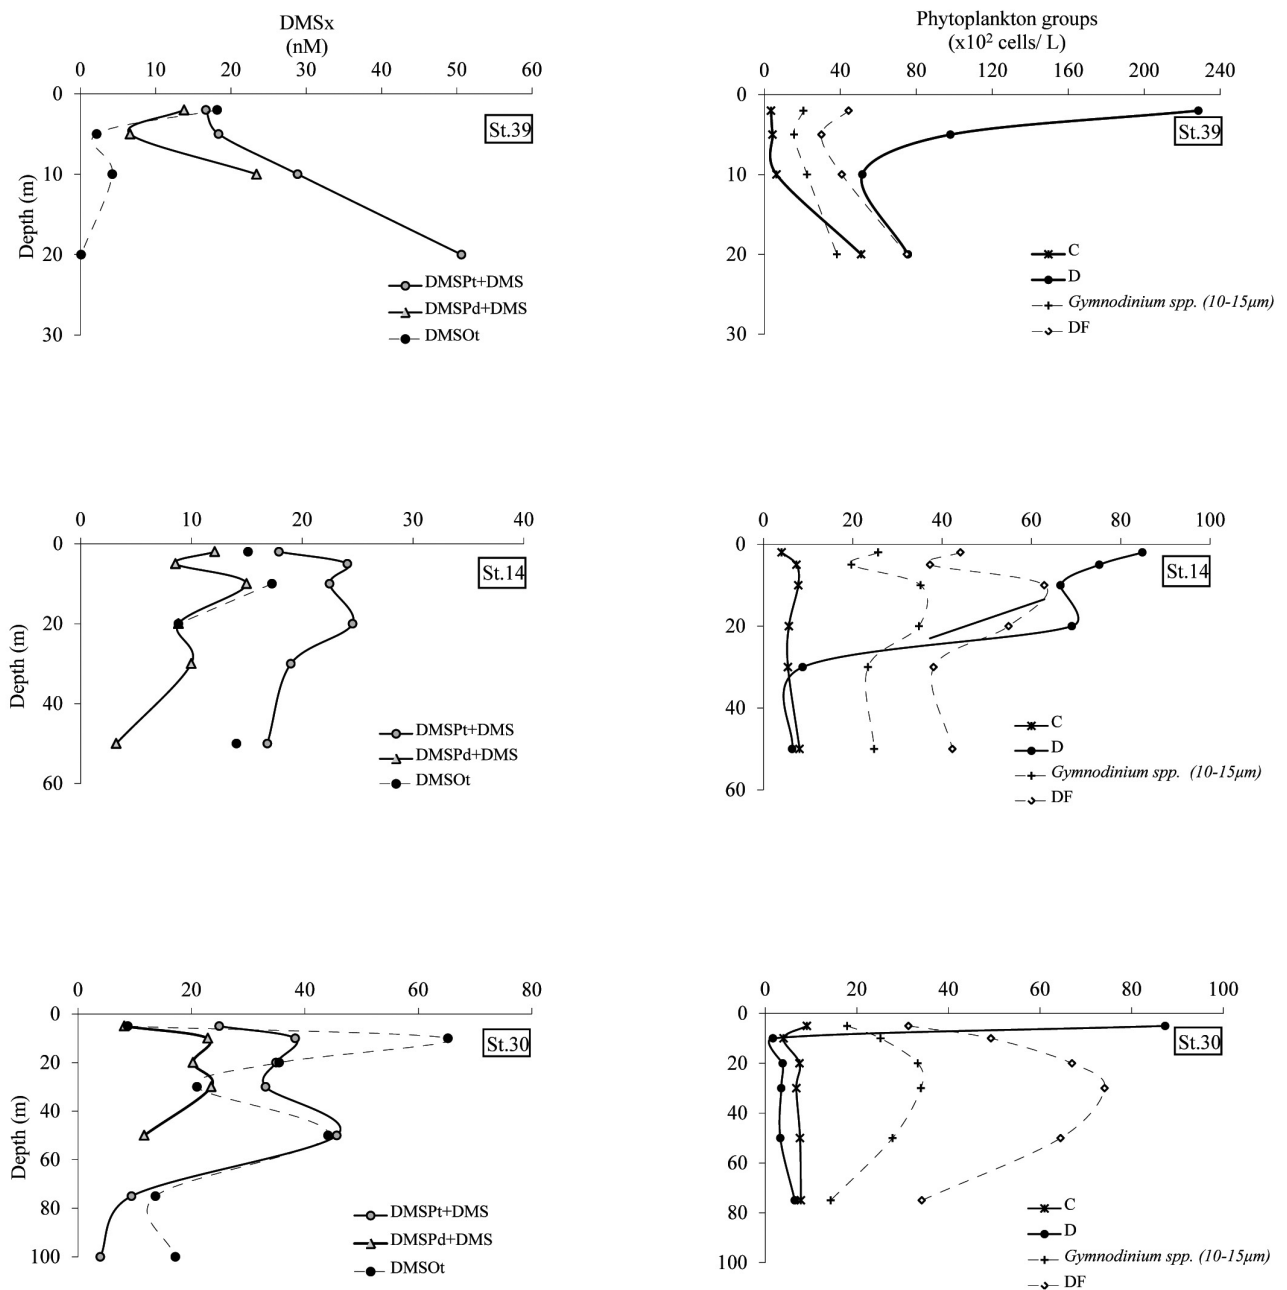 DMSx
(nM)
0 10 20 30 40 50 60
0
10
20
30
Depth (m)
St.39
DMSPt+DMS
DMSPd+DMS
DMSOt
Phytoplankton groups
(x10² cells/ L)
0 40 80 120 160 200 240
0
10
20
30
St.39
C
D
Gymnodinium spp. (10-15µm)
DF
0 10 20 30 40
0
20
40
60
Depth (m)
St.14
DMSPt+DMS
DMSPd+DMS
DMSOt
0 20 40 60 80 100
0
20
40
60
St.14
C
D
Gymnodinium spp. (10-15µm)
DF
0 20 40 60 80
0
20
40
60
80
100
Depth (m)
St.30
DMSPt+DMS
DMSPd+DMS
DMSOt
0 20 40 60 80 100
0
20
40
60
80
100
St.30
C
D
Gymnodinium spp. (10-15µm)
DF